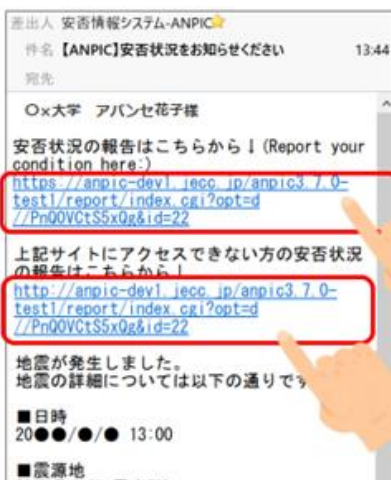 差出人 安否情報システム-ANPIC
件名 【ANPIC】安否状況をお知らせください 13:44
宛先
○×大学 アバンセ花子様
安否状況の報告はこちらから↓(Report your
condition here:)
https://anpic-dev1.jecc.jp/anpic3.7.0-
test1/report/index.cgi?opt=d
//PnQOVCtS5xQg&id=22
上記サイトにアクセスできない方の安否状況
の報告はこちらから↓
http://anpic-dev1.jecc.jp/anpic3.7.0-
test1/report/index.cgi?opt=d
//PnQOVCtS5xQg&id=22
地震が発生しました。
地震の詳細については以下の通りです
■日時
20●●/●/● 13:00
■震源地